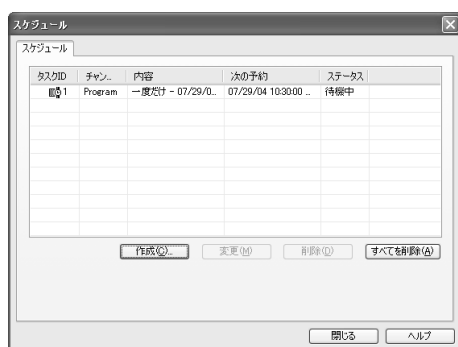 スケジュール
スケジュール
タスクID チャン... 内容 次の予約 ステータス
1 Program 一度だけ - 07/29/0... 07/29/04 10:30:00 ... 待機中
作成(C)... 変更(M) 削除(D) すべてを削除(A)
閉じる ヘルプ